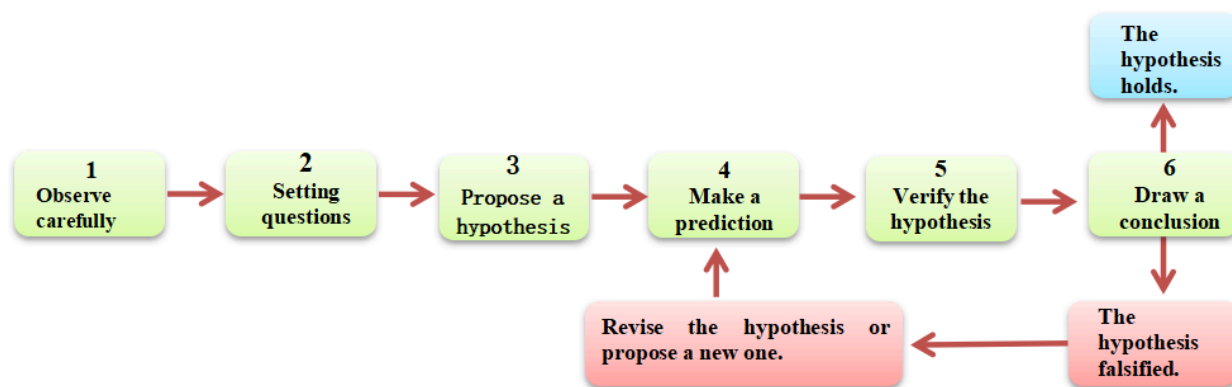 1
Observe
carefully
2
Setting
questions
3
Propose a
hypothesis
4
Make a
prediction
5
Verify the
hypothesis
6
Draw a
conclusion
The
hypothesis
holds.
The
hypothesis
falsified.
Revise the hypothesis or
propose a new one.